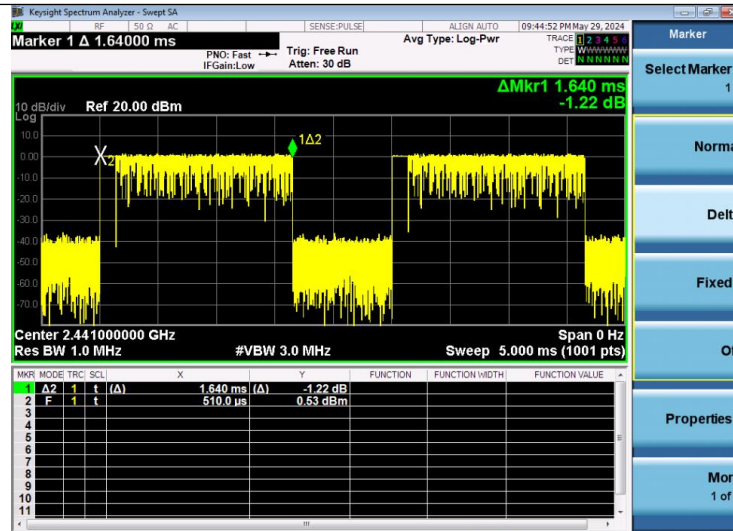 Keysight Spectrum Analyzer - Swept SA
LXI RF 50 Ω AC SENSE:PULSE ALIGN AUTO 09:44:52 PM May 29, 2024
Marker 1 Δ 1.64000 ms
PNO: Fast
IFGain:Low
Trig: Free Run
Atten: 30 dB
Avg Type: Log-Pwr
TRACE 1 2 3 4 5 6
TYPE WWWWWW
DET N N N N N N
ΔMkr1 1.640 ms
-1.22 dB
10 dB/div Ref 20.00 dBm
Log
10.0
0.00
-10.0
-20.0
-30.0
-40.0
-50.0
-60.0
-70.0
X2
1Δ2
Center 2.441000000 GHz Span 0 Hz
Res BW 1.0 MHz #VBW 3.0 MHz Sweep 5.000 ms (1001 pts)
MKR MODE TRC SCL X Y FUNCTION FUNCTION WIDTH FUNCTION VALUE
1 Δ2 1 t (Δ) 1.640 ms (Δ) -1.22 dB
2 F 1 t 510.0 µs 0.53 dBm
3
4
5
6
7
8
9
10
11
Marker
Select Marker
1
Norma
Delt
Fixed
O
Properties
Mor
1 of